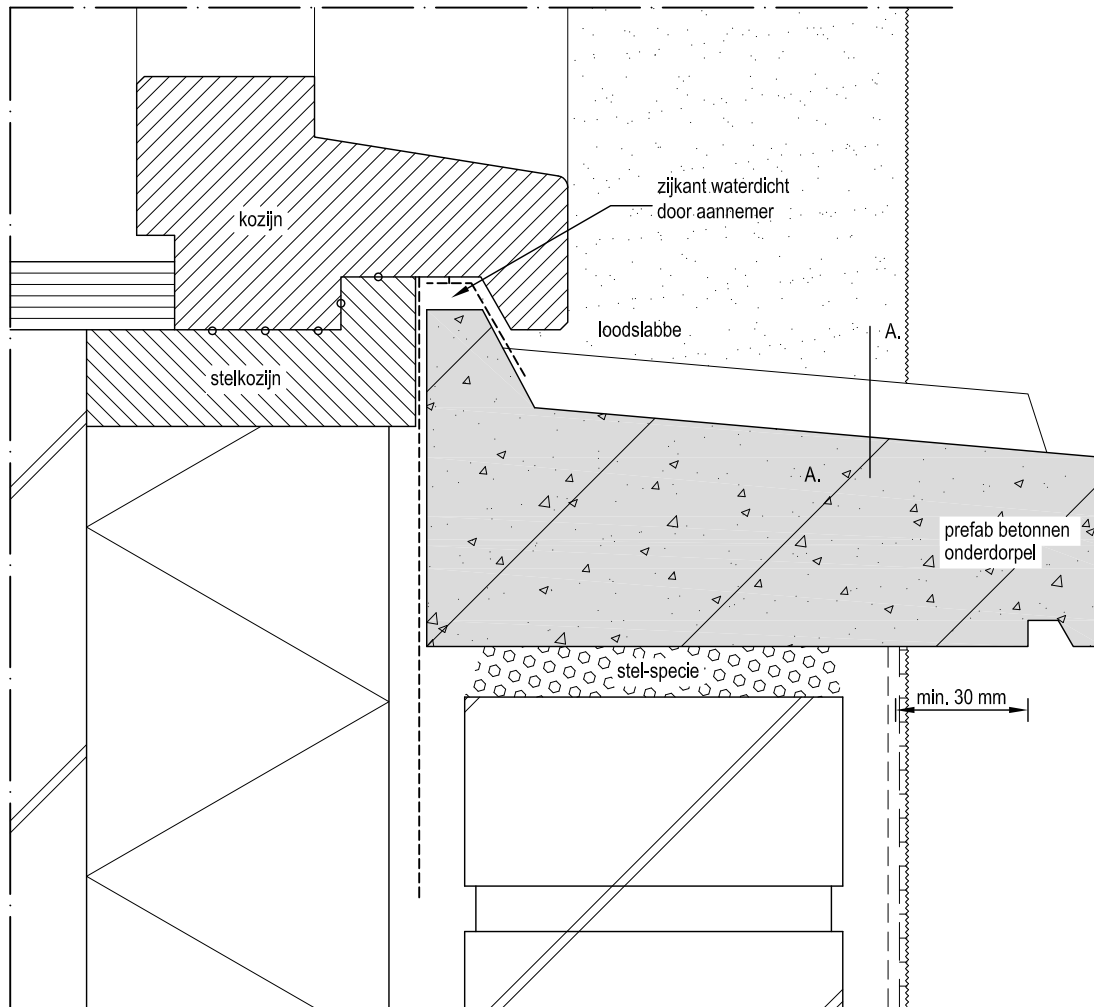 zijkant waterdicht
door aannemer
kozijn
loodslabbe
A.
stelkozijn
A.
prefab betonnen
onderdorpel
stel-specie
min. 30 mm